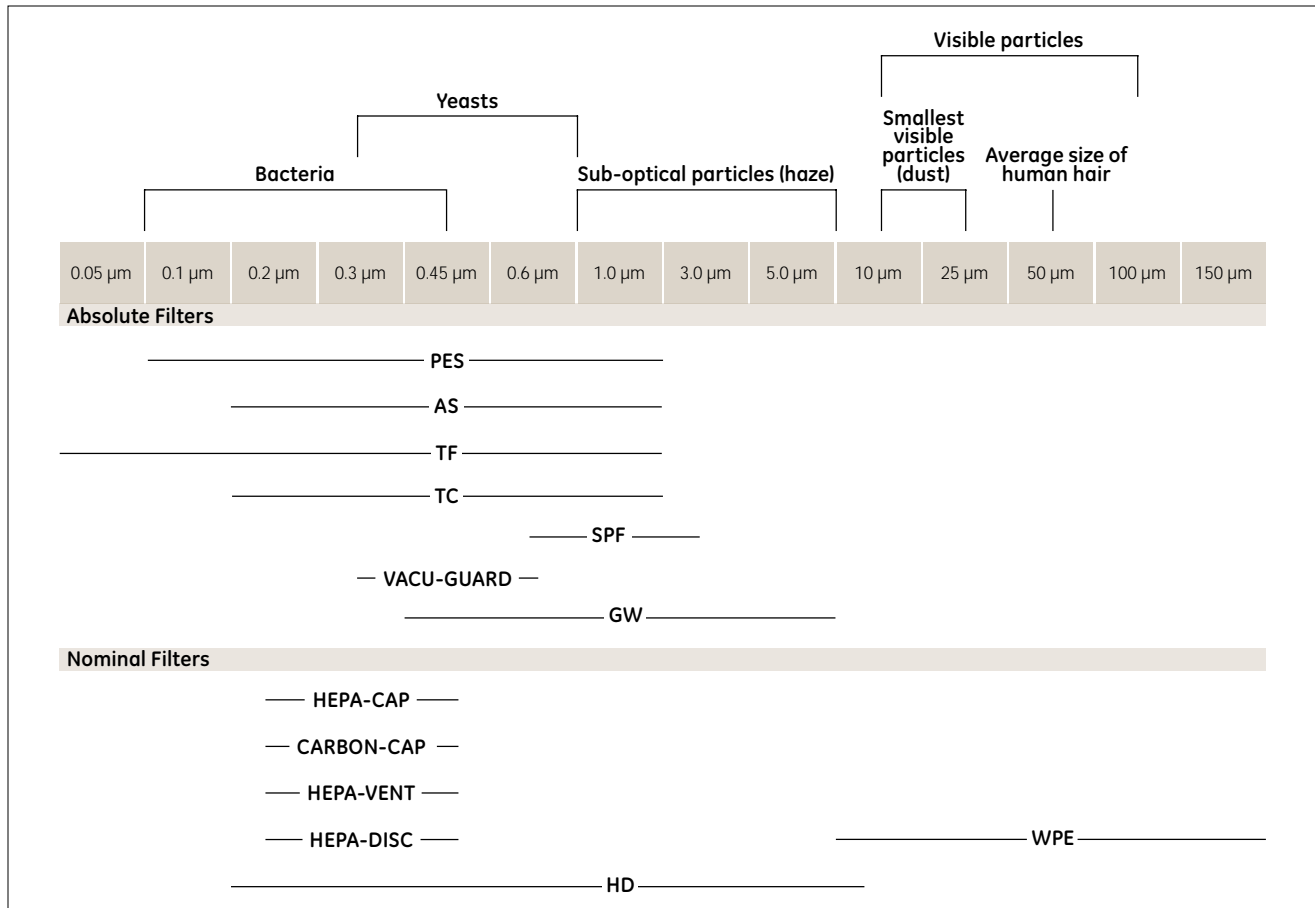 Visible particles
Yeasts
Smallest
visible
particles
(dust)
Average size of
human hair
Bacteria
Sub-optical particles (haze)
0.05 µm 0.1 µm 0.2 µm 0.3 µm 0.45 µm 0.6 µm 1.0 µm 3.0 µm 5.0 µm 10 µm 25 µm 50 µm 100 µm 150 µm
Absolute Filters
PES
AS
TF
TC
SPF
VACU-GUARD
GW
Nominal Filters
HEPA-CAP
CARBON-CAP
HEPA-VENT
HEPA-DISC WPE
HD